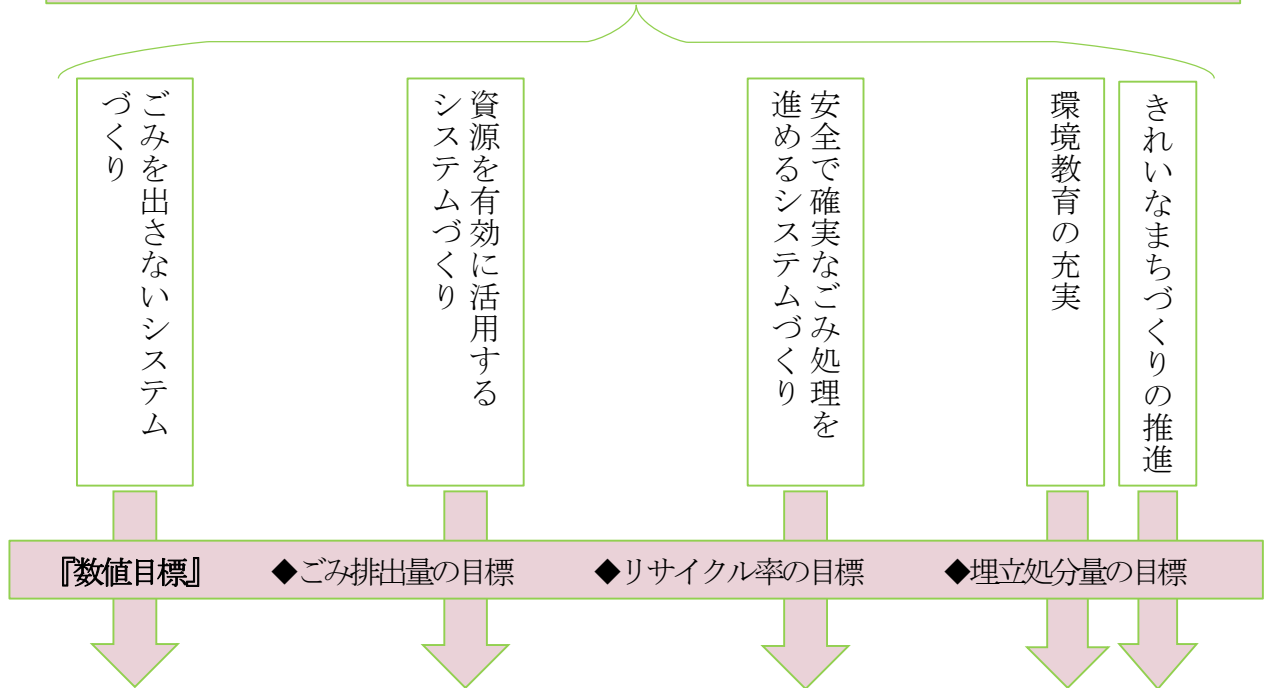 ごみを出さないシステム
づくり
資源を有効に活用する
システムづくり
安全で確実なごみ処理を
進めるシステムづくり
環境教育の充実
きれいなまちづくりの推進
『数値目標』 ◆ごみ排出量の目標 ◆リサイクル率の目標 ◆埋立処分量の目標